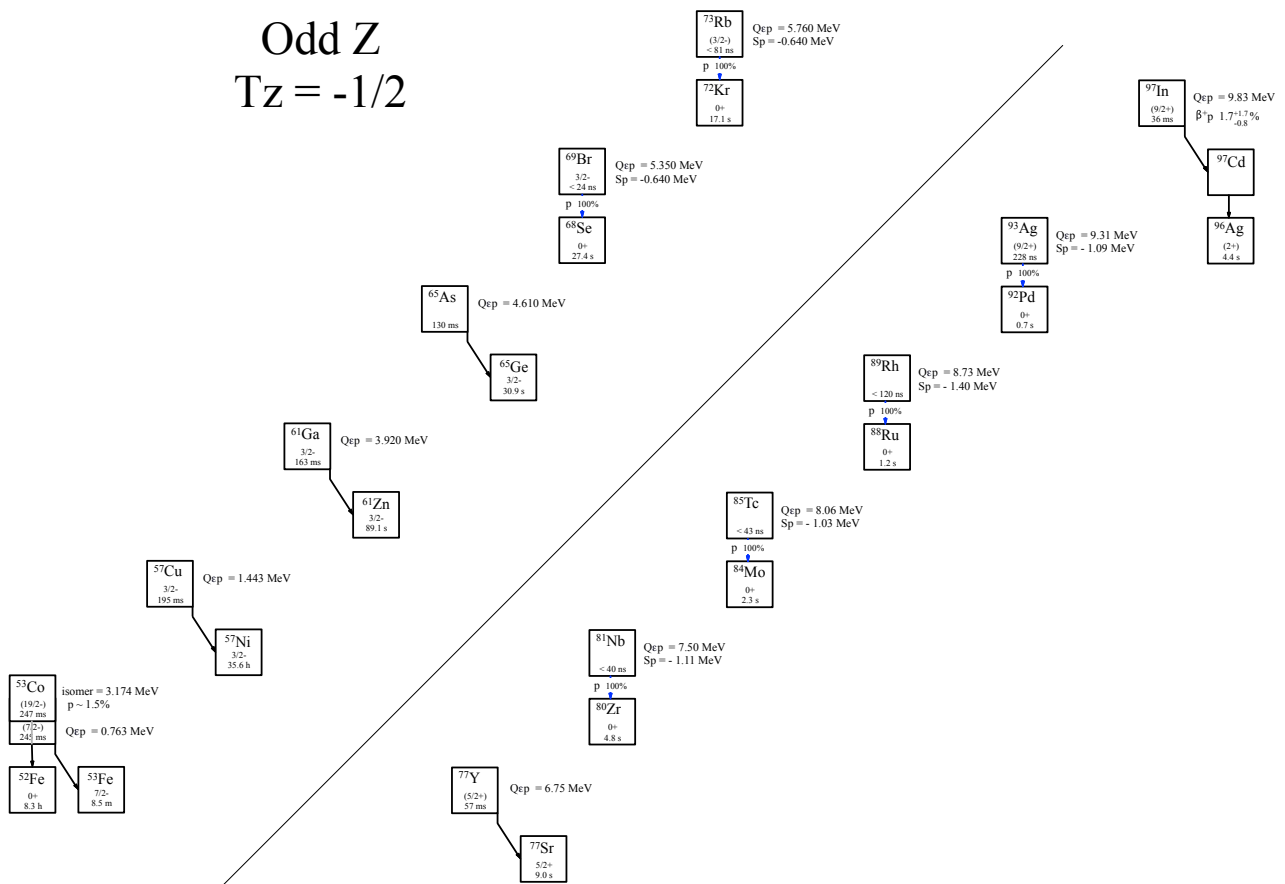 Odd Z
Tz = -1/2
73Rb
(3/2-)
< 81 ns
Qεp = 5.760 MeV
Sp = -0.640 MeV
p 100%
72Kr
0+
17.1 s
97In
(9/2+)
36 ms
Qεp = 9.83 MeV
β+p 1.7+1.7-0.8%
97Cd
96Ag
(2+)
4.4 s
69Br
3/2-
< 24 ns
Qεp = 5.350 MeV
Sp = -0.640 MeV
p 100%
68Se
0+
27.4 s
93Ag
(9/2+)
228 ns
Qεp = 9.31 MeV
Sp = - 1.09 MeV
p 100%
92Pd
0+
0.7 s
65As
130 ms
Qεp = 4.610 MeV
65Ge
3/2-
30.9 s
89Rh
< 120 ns
Qεp = 8.73 MeV
Sp = - 1.40 MeV
p 100%
88Ru
0+
1.2 s
61Ga
3/2-
163 ms
Qεp = 3.920 MeV
61Zn
3/2-
89.1 s
85Tc
< 43 ns
Qεp = 8.06 MeV
Sp = - 1.03 MeV
p 100%
84Mo
0+
2.3 s
57Cu
3/2-
195 ms
Qεp = 1.443 MeV
57Ni
3/2-
35.6 h
81Nb
< 40 ns
Qεp = 7.50 MeV
Sp = - 1.11 MeV
p 100%
80Zr
0+
4.8 s
53Co
(19/2-)
247 ms
isomer = 3.174 MeV
p ~ 1.5%
(7/2-)
245 ms
Qεp = 0.763 MeV
52Fe
0+
8.3 h
53Fe
7/2-
8.5 m
77Y
(5/2+)
57 ms
Qεp = 6.75 MeV
77Sr
5/2+
9.0 s